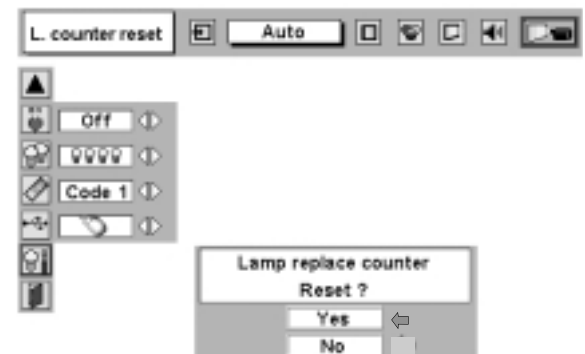 L. counter reset
Auto
Off
Code 1
Lamp replace counter
Reset ?
Yes
No